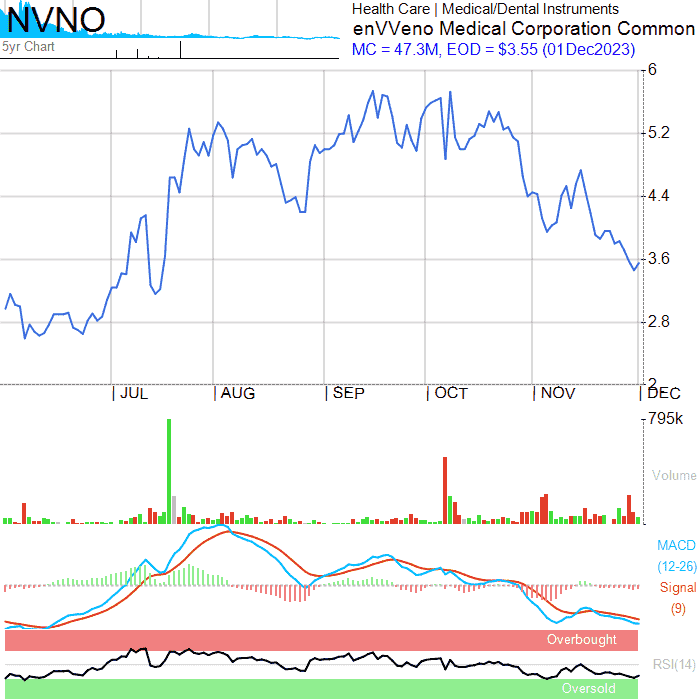 NVNO
5yr Chart
Health Care | Medical/Dental Instruments
enVVeno Medical Corporation Common
MC = 47.3M, EOD = $3.55 (01Dec2023)
6
5.2
4.4
3.6
2.8
2
JUL AUG SEP OCT NOV DEC
795k
Volume
MACD
(12-26)
Signal
(9)
Overbought
RSI(14)
Oversold